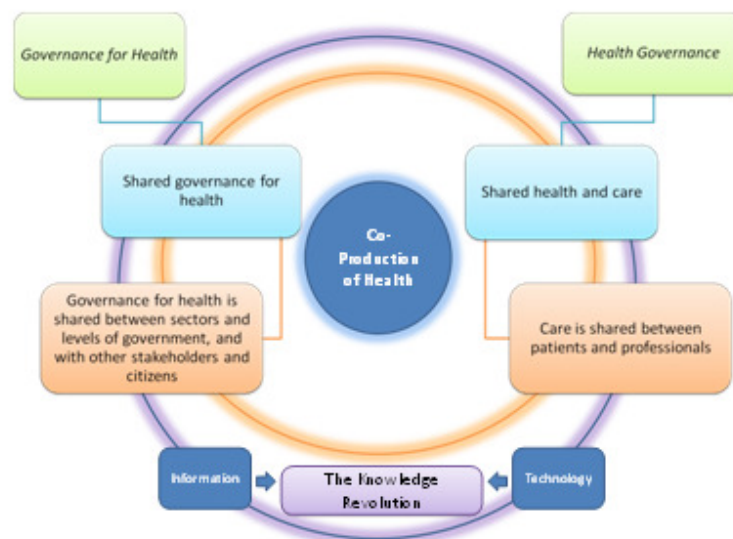 Governance for Health
Health Governance
Shared governance for
health
Shared health and care
Co-
Production
of Health
Governance for health is
shared between sectors and
levels of government, and
with other stakeholders and
citizens
Care is shared between
patients and professionals
Information
The Knowledge
Revolution
Technology